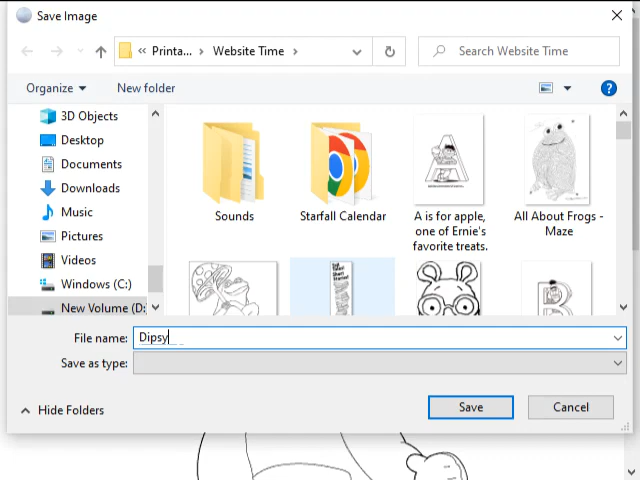 Save Image
« Printa... > Website Time >
Search Website Time
Organize
New folder
?
3D Objects
Desktop
Documents
Downloads
Music
Pictures
Videos
Windows (C:)
New Volume (D:
Sounds
Starfall Calendar
A is for apple,
one of Ernie's
favorite treats.
All About Frogs -
Maze
File name: Dipsy
Save as type:
Save
Cancel
Hide Folders